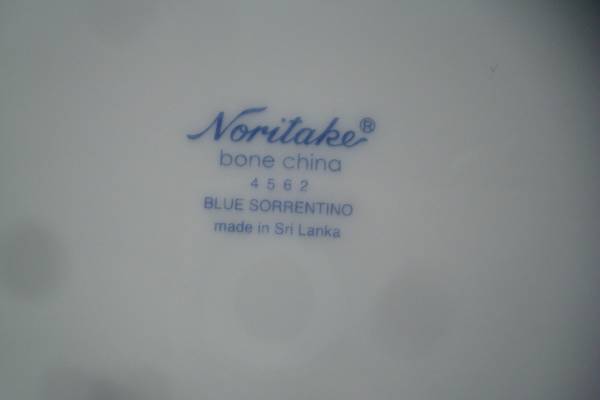 Noritake®
bone china
4562
BLUE SORRENTINO
made in Sri Lanka